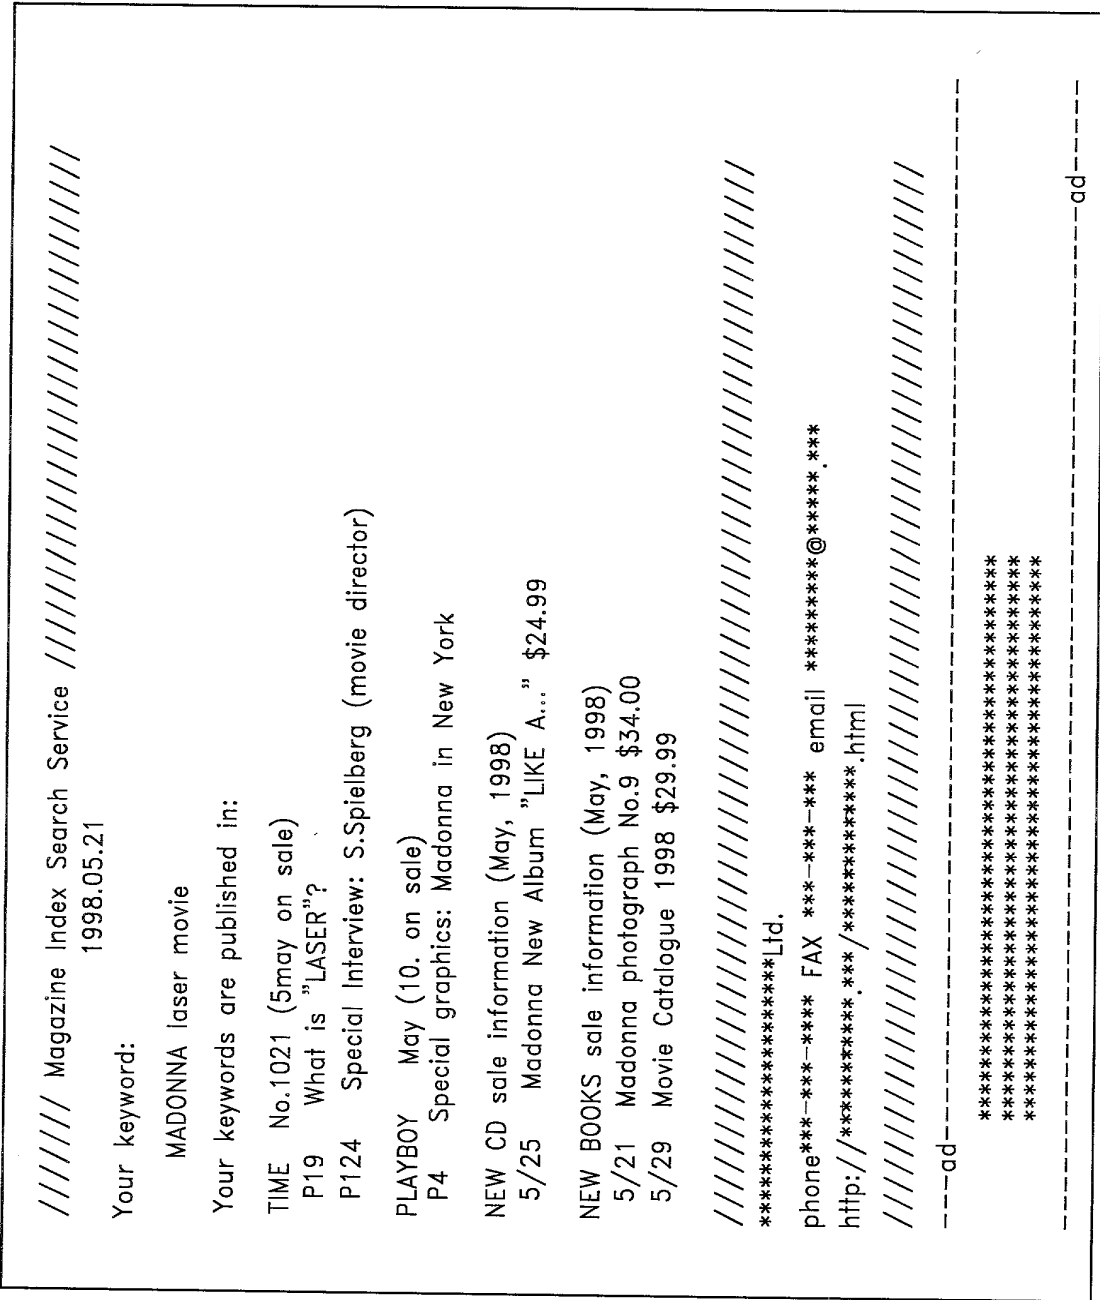 /////// Magazine Index Search Service ///////////////////////////////
1998.05.21
Your keyword:
MADONNA laser movie
Your keywords are published in:
TIME No.1021 (5may on sale)
P19 What is "LASER"?
P124 Special Interview: S.Spielberg (movie director)
PLAYBOY May (10. on sale)
P4 Special graphics: Madonna in New York
NEW CD sale information (May, 1998)
5/25 Madonna New Album "LIKE A..." $24.99
NEW BOOKS sale information (May, 1998)
5/21 Madonna photograph No.9 $34.00
5/29 Movie Catalogue 1998 $29.99
////////////////////////////////////////////////////////////////
***********************Ltd.
phone***-***-**** FAX ***-***-*** email *********@*****.***
http://***********.***/************.html
////////////////////////////////////////////////////////////////
----ad----------------------------------------------------------
*******************************************
*******************************************
*******************************************
----------------------------------------------------------ad-----